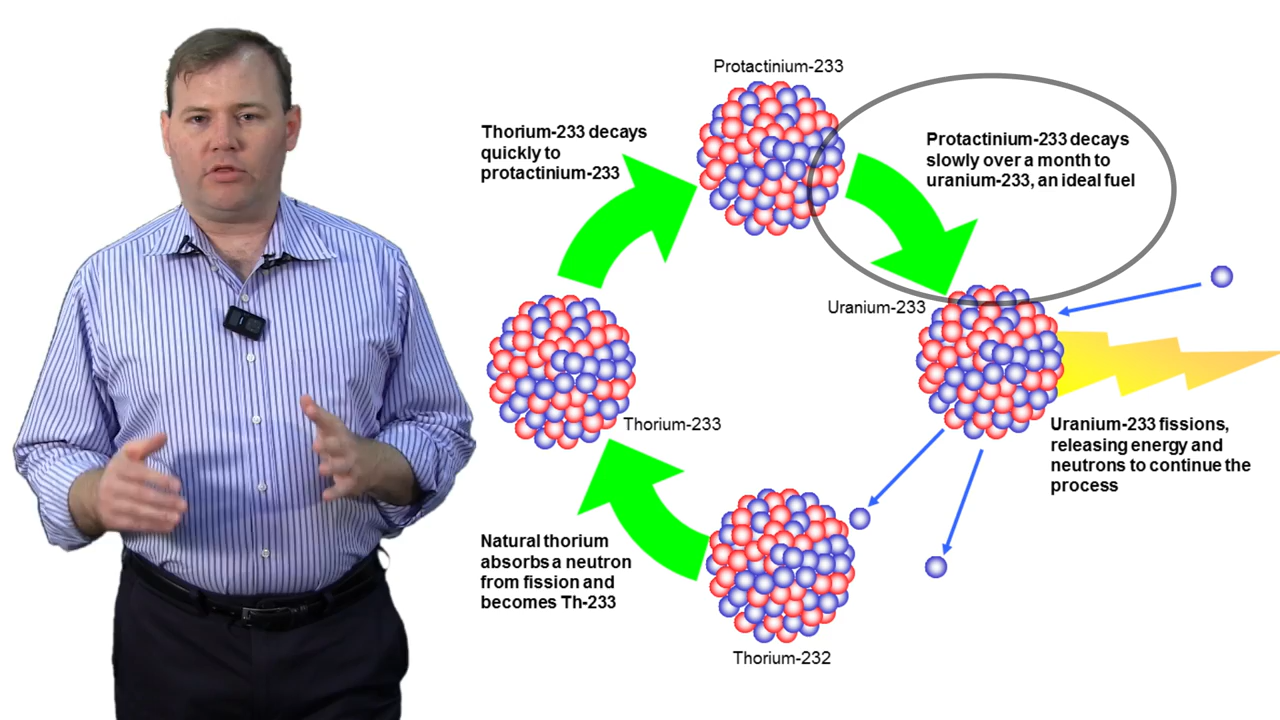 Protactinium-233
Thorium-233 decays
quickly to
protactinium-233
Protactinium-233 decays
slowly over a month to
uranium-233, an ideal fuel
Uranium-233
Thorium-233
Uranium-233 fissions,
releasing energy and
neutrons to continue the
process
Natural thorium
absorbs a neutron
from fission and
becomes Th-233
Thorium-232